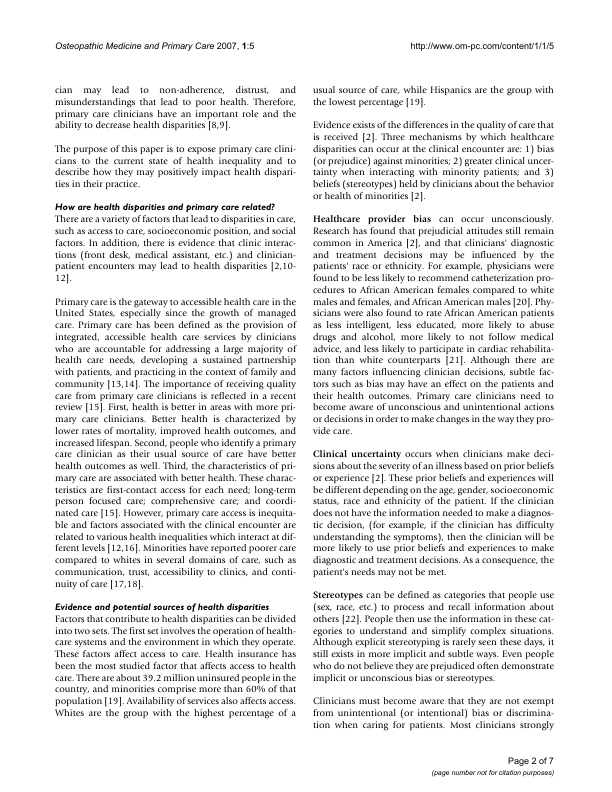 Osteopathic Medicine and Primary Care 2007, 1:5
http://www.om-pc.com/content/1/1/5
cian may lead to non-adherence, distrust, and
misunderstandings that lead to poor health. Therefore,
primary care clinicians have an important role and the
ability to decrease health disparities [8,9].
The purpose of this paper is to expose primary care clini-
cians to the current state of health inequality and to
describe how they may positively impact health dispari-
ties in their practice.
How are health disparities and primary care related?
There are a variety of factors that lead to disparities in care,
such as access to care, socioeconomic position, and social
factors. In addition, there is evidence that clinic interac-
tions (front desk, medical assistant, etc.) and clinician-
patient encounters may lead to health disparities [2,10-
12].
Primary care is the gateway to accessible health care in the
United States, especially since the growth of managed
care. Primary care has been defined as the provision of
integrated, accessible health care services by clinicians
who are accountable for addressing a large majority of
health care needs, developing a sustained partnership
with patients, and practicing in the context of family and
community [13,14]. The importance of receiving quality
care from primary care clinicians is reflected in a recent
review [15]. First, health is better in areas with more pri-
mary care clinicians. Better health is characterized by
lower rates of mortality, improved health outcomes, and
increased lifespan. Second, people who identify a primary
care clinician as their usual source of care have better
health outcomes as well. Third, the characteristics of pri-
mary care are associated with better health. These charac-
teristics are first-contact access for each need; long-term
person focused care; comprehensive care; and coordi-
nated care [15]. However, primary care access is inequita-
ble and factors associated with the clinical encounter are
related to various health inequalities which interact at dif-
ferent levels [12,16]. Minorities have reported poorer care
compared to whites in several domains of care, such as
communication, trust, accessibility to clinics, and conti-
nuity of care [17,18].
Evidence and potential sources of health disparities
Factors that contribute to health disparities can be divided
into two sets. The first set involves the operation of health-
care systems and the environment in which they operate.
These factors affect access to care. Health insurance has
been the most studied factor that affects access to health
care. There are about 39.2 million uninsured people in the
country, and minorities comprise more than 60% of that
population [19]. Availability of services also affects access.
Whites are the group with the highest percentage of a
usual source of care, while Hispanics are the group with
the lowest percentage [19].
Evidence exists of the differences in the quality of care that
is received [2]. Three mechanisms by which healthcare
disparities can occur at the clinical encounter are: 1) bias
(or prejudice) against minorities; 2) greater clinical uncer-
tainty when interacting with minority patients; and 3)
beliefs (stereotypes) held by clinicians about the behavior
or health of minorities [2].
Healthcare provider bias can occur unconsciously.
Research has found that prejudicial attitudes still remain
common in America [2], and that clinicians' diagnostic
and treatment decisions may be influenced by the
patients' race or ethnicity. For example, physicians were
found to be less likely to recommend catheterization pro-
cedures to African American females compared to white
males and females, and African American males [20]. Phy-
sicians were also found to rate African American patients
as less intelligent, less educated, more likely to abuse
drugs and alcohol, more likely to not follow medical
advice, and less likely to participate in cardiac rehabilita-
tion than white counterparts [21]. Although there are
many factors influencing clinician decisions, subtle fac-
tors such as bias may have an effect on the patients and
their health outcomes. Primary care clinicians need to
become aware of unconscious and unintentional actions
or decisions in order to make changes in the way they pro-
vide care.
Clinical uncertainty occurs when clinicians make deci-
sions about the severity of an illness based on prior beliefs
or experience [2]. These prior beliefs and experiences will
be different depending on the age, gender, socioeconomic
status, race and ethnicity of the patient. If the clinician
does not have the information needed to make a diagnos-
tic decision, (for example, if the clinician has difficulty
understanding the symptoms), then the clinician will be
more likely to use prior beliefs and experiences to make
diagnostic and treatment decisions. As a consequence, the
patient's needs may not be met.
Stereotypes can be defined as categories that people use
(sex, race, etc.) to process and recall information about
others [22]. People then use the information in these cat-
egories to understand and simplify complex situations.
Although explicit stereotyping is rarely seen these days, it
still exists in more implicit and subtle ways. Even people
who do not believe they are prejudiced often demonstrate
implicit or unconscious bias or stereotypes.
Clinicians must become aware that they are not exempt
from unintentional (or intentional) bias or discrimina-
tion when caring for patients. Most clinicians strongly
Page 2 of 7
(page number not for citation purposes)